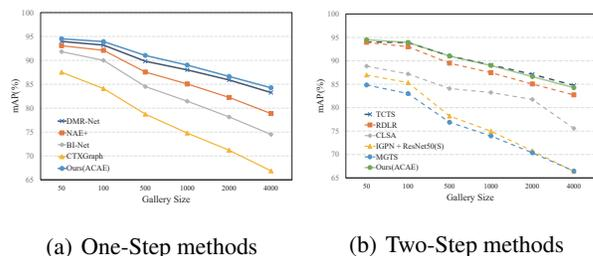 100
95
90
85
80
75
70
65
mAP(%)
DMR-Net
NAE+
BI-Net
CTXGraph
Ours(ACAE)
50 100 500 1000 2000 4000
Gallery Size
(a) One-Step methods
100
95
90
85
80
75
70
65
mAP(%)
TCTS
RDLR
CLSA
IGPN + ResNet50(S)
MGTS
Ours(ACAE)
50 100 500 1000 2000 4000
Gallery Size
(b) Two-Step methods